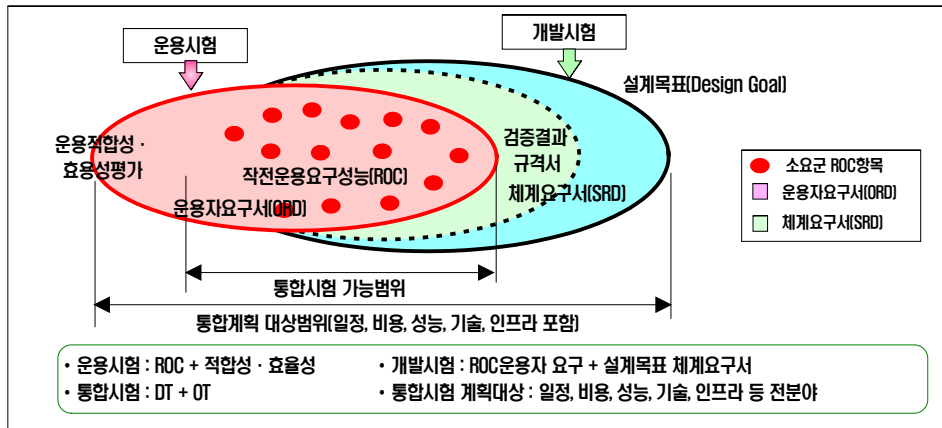 운용시험
개발시험
설계목표(Design Goal)
운용적합성 ·
효용성평가
검증결과
규격서
체계요구서(SRD)
작전운용요구성능(ROC)
운용자요구서(ORD)
소요군 ROC항목
운용자요구서(ORD)
체계요구서(SRD)
통합시험 가능범위
통합계획 대상범위(일정, 비용, 성능, 기술, 인프라 포함)
• 운용시험 : ROC + 적합성 · 효율성
• 개발시험 : ROC운용자 요구 + 설계목표 체계요구서
• 통합시험 : DT + OT
• 통합시험 계획대상 : 일정, 비용, 성능, 기술, 인프라 등 전분야